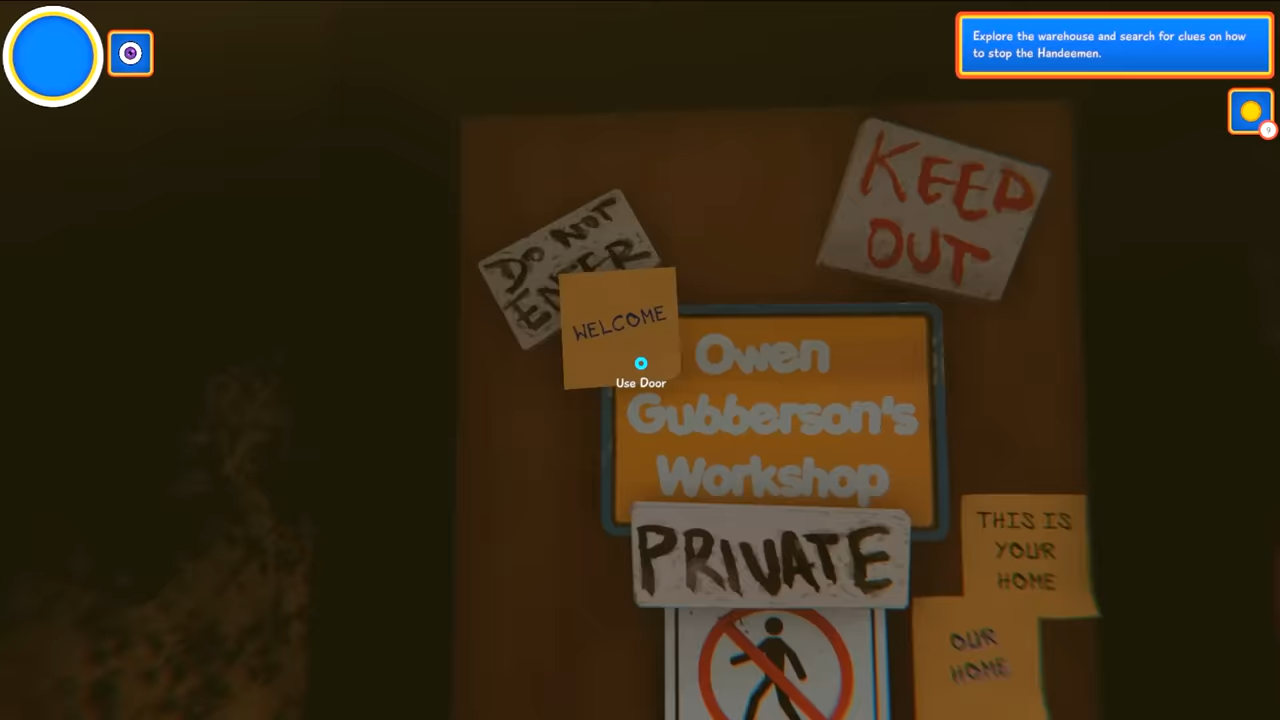 Explore the warehouse and search for clues on how
to stop the Handeemen.
9
KEEP
OUT
DO NOT
ENTER
WELCOME
Use Door
Owen
Gubberson's
Workshop
PRIVATE
THIS IS
YOUR
HOME
OUR
HOME